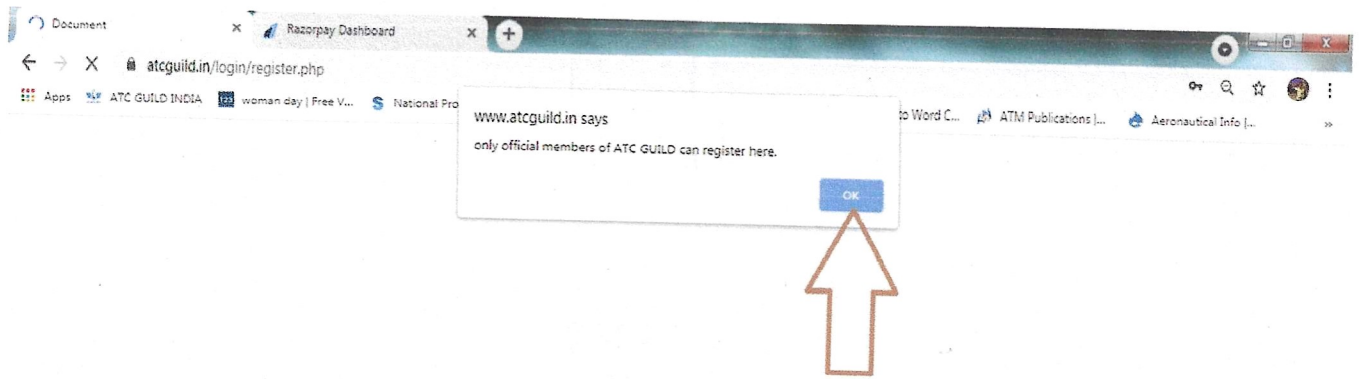 Document
Razorpay Dashboard
atcguild.in/login/register.php
Apps ATC GUILD INDIA 123 woman day | Free V... National Pro to Word C... ATM Publications |... Aeronautical Info |...
www.atcguild.in says
only official members of ATC GUILD can register here.
OK